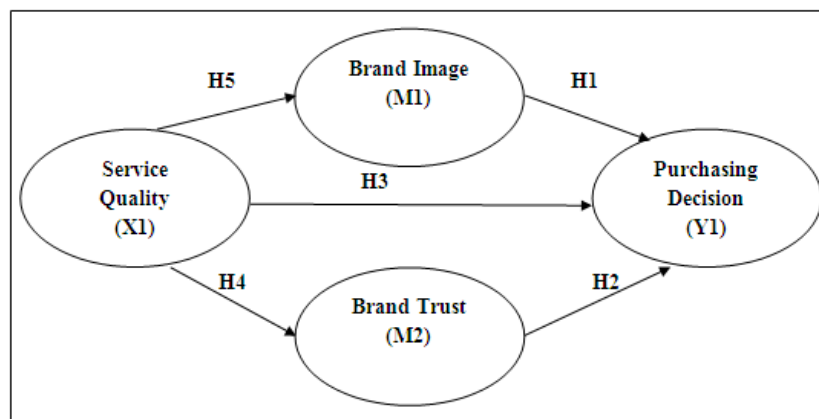 Brand Image
(M1)
H5
H1
Service
Quality
(X1)
H3
Purchasing
Decision
(Y1)
H4
Brand Trust
(M2)
H2